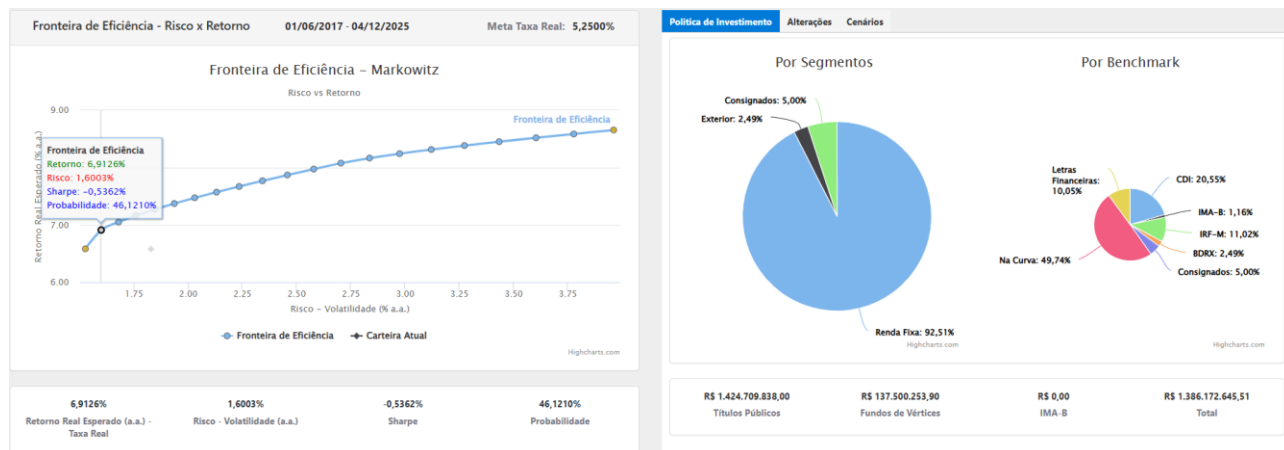 Fronteira de Eficiência - Risco x Retorno 01/06/2017 - 04/12/2025 Meta Taxa Real: 5,2500%
Fronteira de Eficiência – Markowitz
Risco vs Retorno
Retorno Real Esperado (% a.a.)
9.00
7.00
6.00
Fronteira de Eficiência
Fronteira de Eficiência
Retorno: 6,9126%
Risco: 1,6003%
Sharpe: -0,5362%
Probabilidade: 46,1210%
1.75 2.00 2.25 2.50 2.75 3.00 3.25 3.50 3.75
Risco – Volatilidade (% a.a.)
Fronteira de Eficiência Carteira Atual
Highcharts.com
6,9126% 1,6003% -0,5362% 46,1210%
Retorno Real Esperado (a.a.) - Risco - Volatilidade (a.a.) Sharpe Probabilidade
Taxa Real
Política de Investimento Alterações Cenários
Por Segmentos
Consignados: 5,00%
Exterior: 2,49%
Renda Fixa: 92,51%
Highcharts.com
Por Benchmark
Letras
Financeiras:
10,05%
CDI: 20,55%
IMA-B: 1,16%
IRF-M: 11,02%
BDRX: 2,49%
Consignados: 5,00%
Na Curva: 49,74%
Highcharts.com
R$ 1.424.709.838,00 R$ 137.500.253,90 R$ 0,00 R$ 1.386.172.645,51
Títulos Públicos Fundos de Vértices IMA-B Total